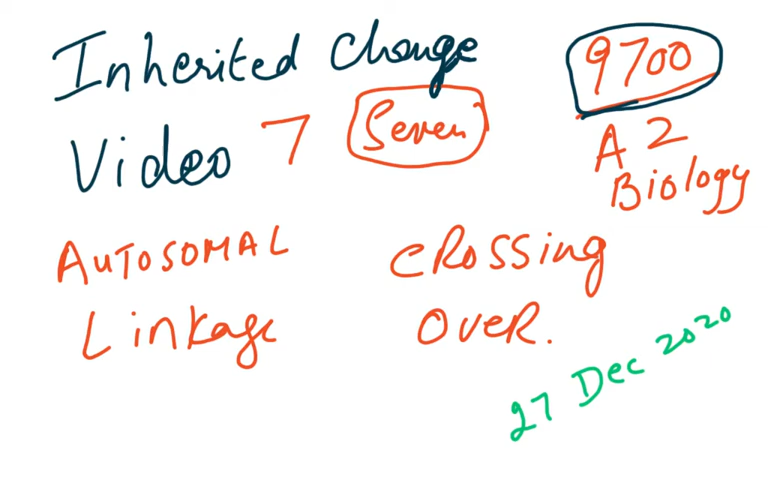 Inherited Change
9700
Video 7 Seven
A2
Biology
AUTOSOMAL
Linkage
CRossing
OveR.
27 Dec 2020